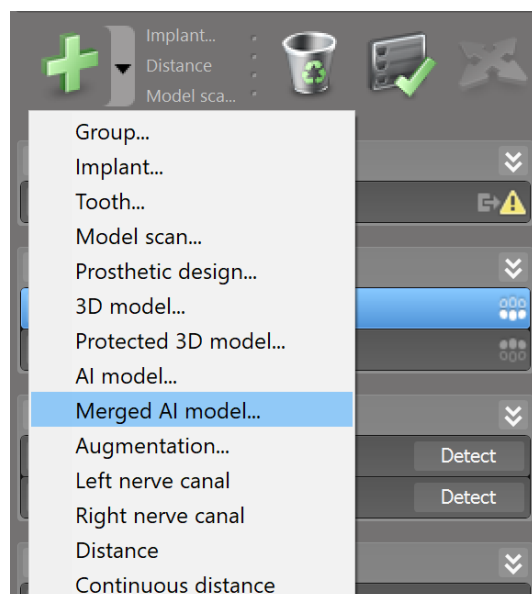 Implant...
Distance
Model sca...
Group...
Implant...
Tooth...
Model scan...
Prosthetic design...
3D model...
Protected 3D model...
AI model...
Merged AI model...
Augmentation...
Detect
Left nerve canal
Detect
Right nerve canal
Distance
Continuous distance